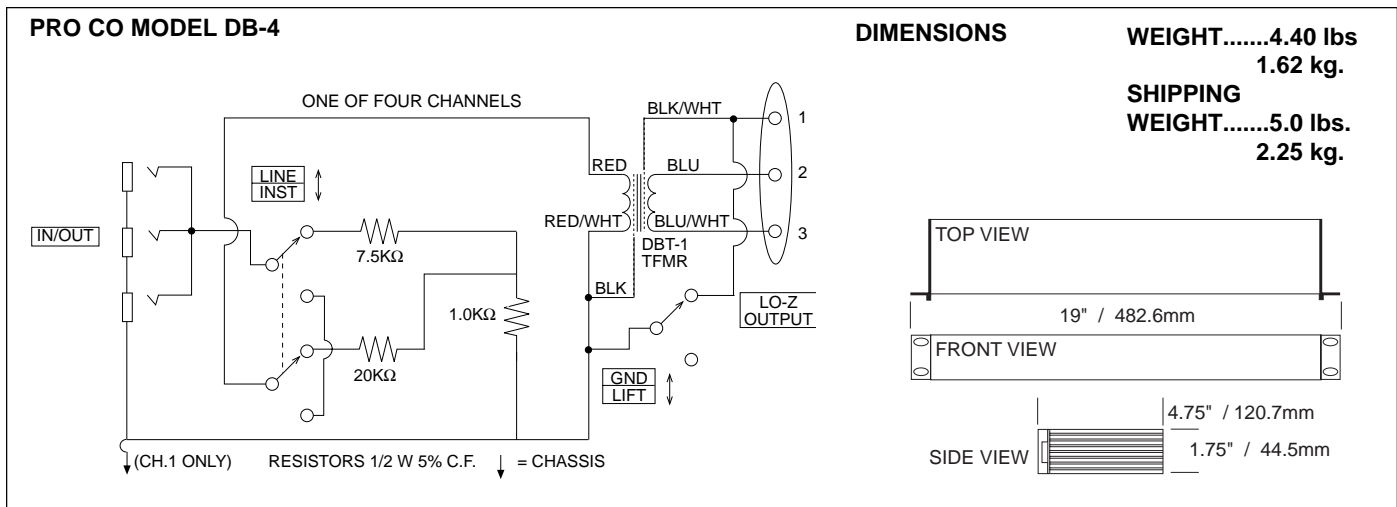 PRO CO MODEL DB-4
ONE OF FOUR CHANNELS
BLK/WHT
1
RED
BLU
2
LINE
INST
RED/WHT
BLU/WHT
3
IN/OUT
7.5KΩ
DBT-1
TFMR
BLK
1.0KΩ
LO-Z
OUTPUT
20KΩ
GND
LIFT
(CH.1 ONLY)
RESISTORS 1/2 W 5% C.F.
= CHASSIS
DIMENSIONS
WEIGHT.......4.40 lbs
1.62 kg.
SHIPPING
WEIGHT.......5.0 lbs.
2.25 kg.
TOP VIEW
19" / 482.6mm
FRONT VIEW
4.75" / 120.7mm
SIDE VIEW
1.75" / 44.5mm